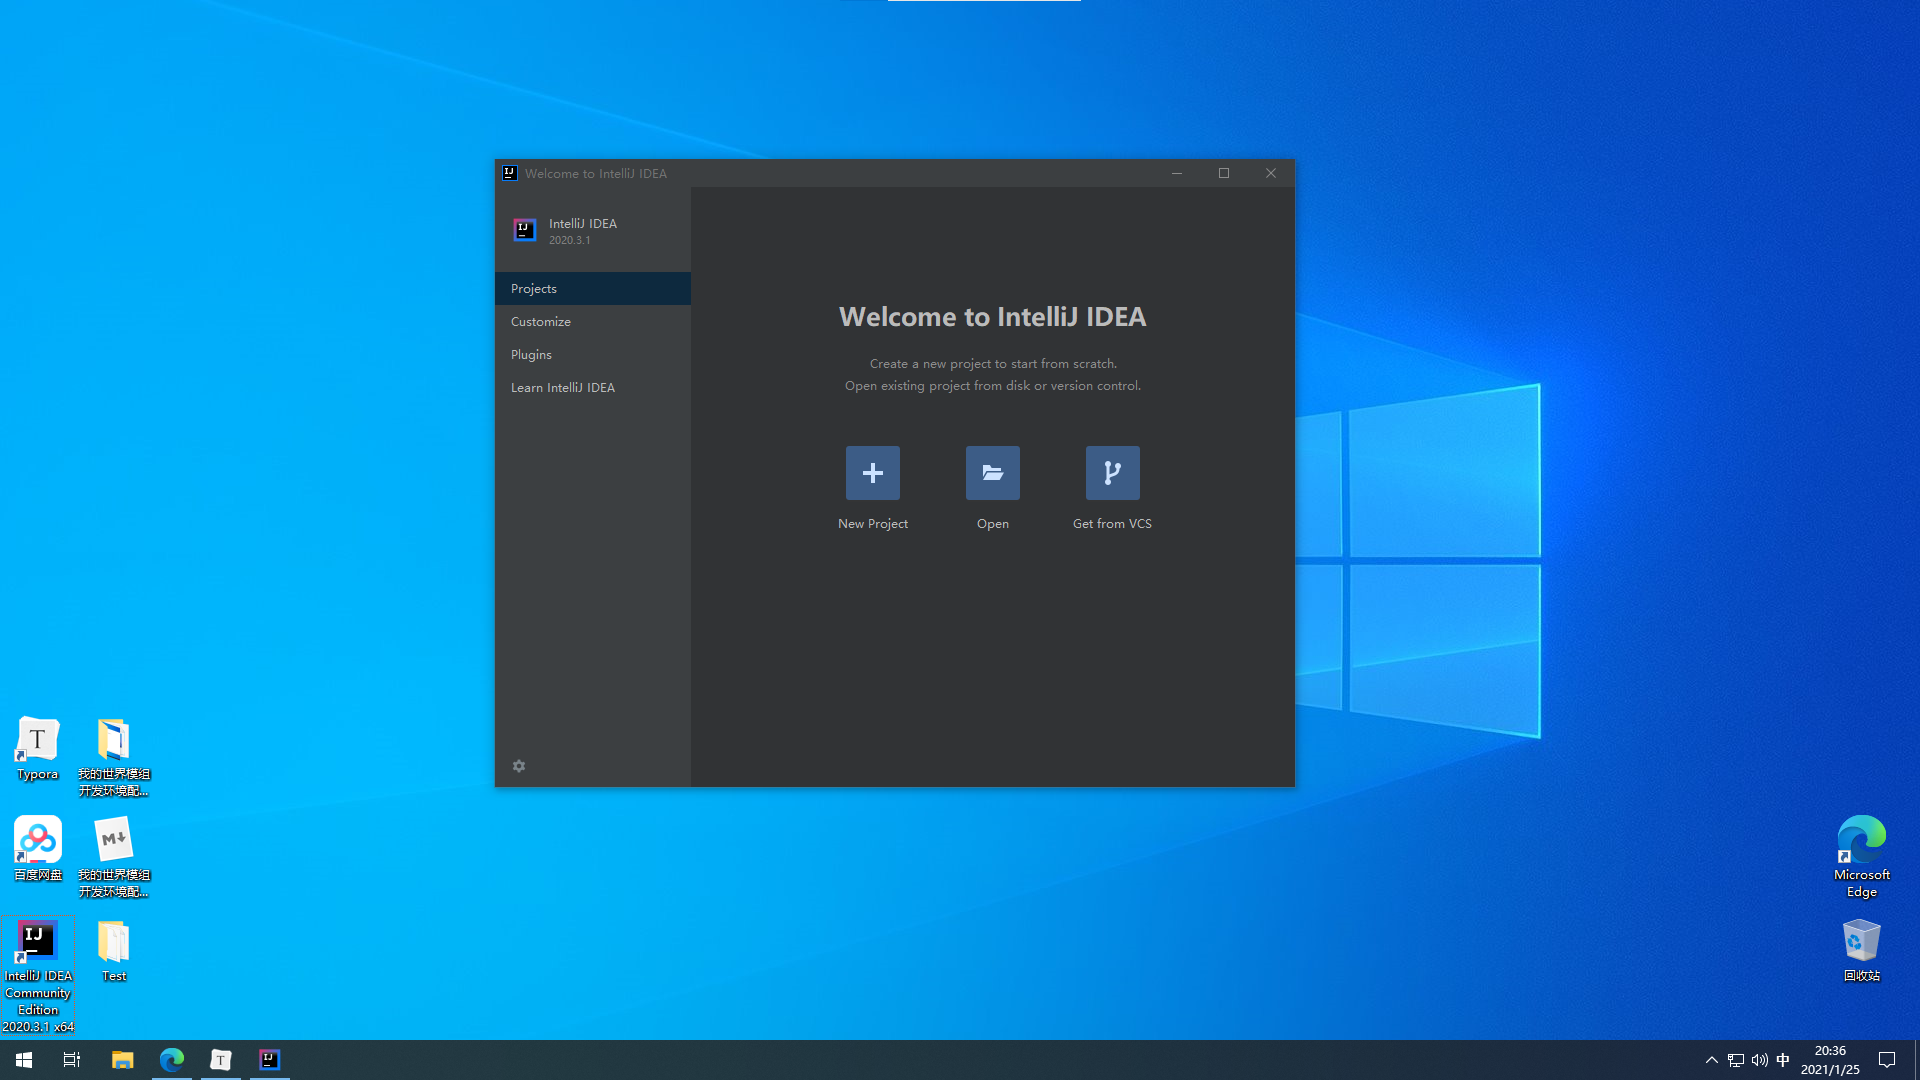 Welcome to IntelliJ IDEA
IntelliJ IDEA
2020.3.1
Projects
Customize
Plugins
Learn IntelliJ IDEA
Welcome to IntelliJ IDEA
Create a new project to start from scratch.
Open existing project from disk or version control.
New Project
Open
Get from VCS
Typora
我的世界模组
开发环境配...
百度网盘
我的世界模组
开发环境配...
IntelliJ IDEA
Community
Edition
2020.3.1 x64
Test
Microsoft
Edge
回收站
中
20:36
2021/1/25